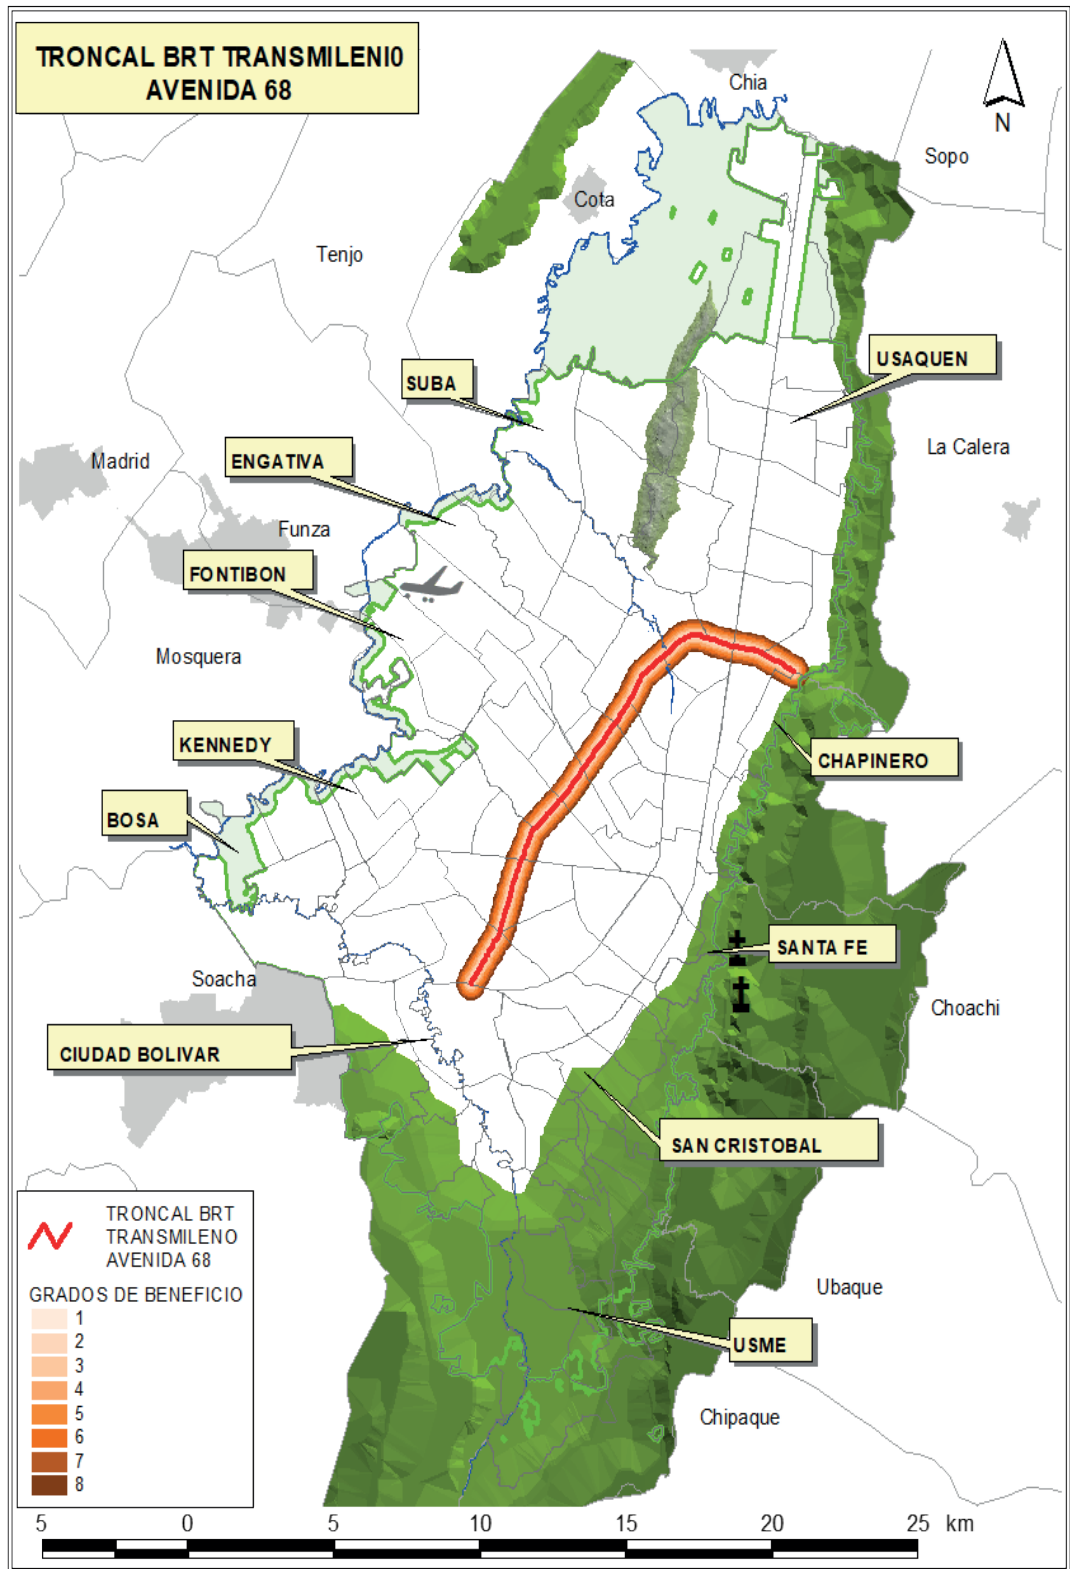 TRONCAL BRT TRANSMILENI0
AVENIDA 68
Chia
N
Sopo
Cota
Tenjo
USAQUEN
SUBA
La Calera
Madrid
ENGATIVA
Funza
FONTIBON
Mosquera
KENNEDY
CHAPINERO
BOSA
SANTA FE
Soacha
Choachi
CIUDAD BOLIVAR
SAN CRISTOBAL
TRONCAL BRT
TRANSMILENO
AVENIDA 68
GRADOS DE BENEFICIO
1
2
3
4
5
6
7
8
Ubaque
USME
Chipaque
5 0 5 10 15 20 25 km